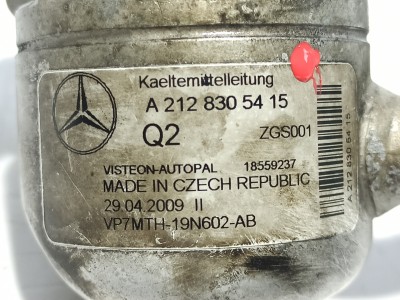 Kaeltemittelleitung
A 212 830 54 15
Q2 ZGS001
VISTEON-AUTOPAL 18559237
MADE IN CZECH REPUBLIC
29.04.2009 II
VP7MTH-19N602-AB
A 212 830 54 15